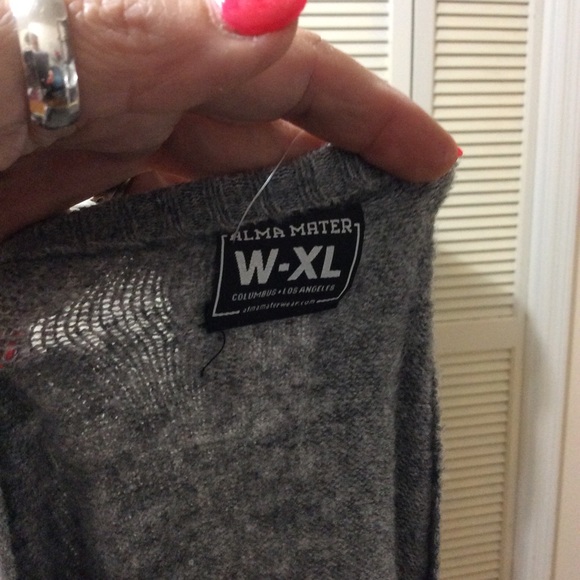 ALMA MATER
W-XL
COLUMBUS • LOS ANGELES
almamaterwear.com